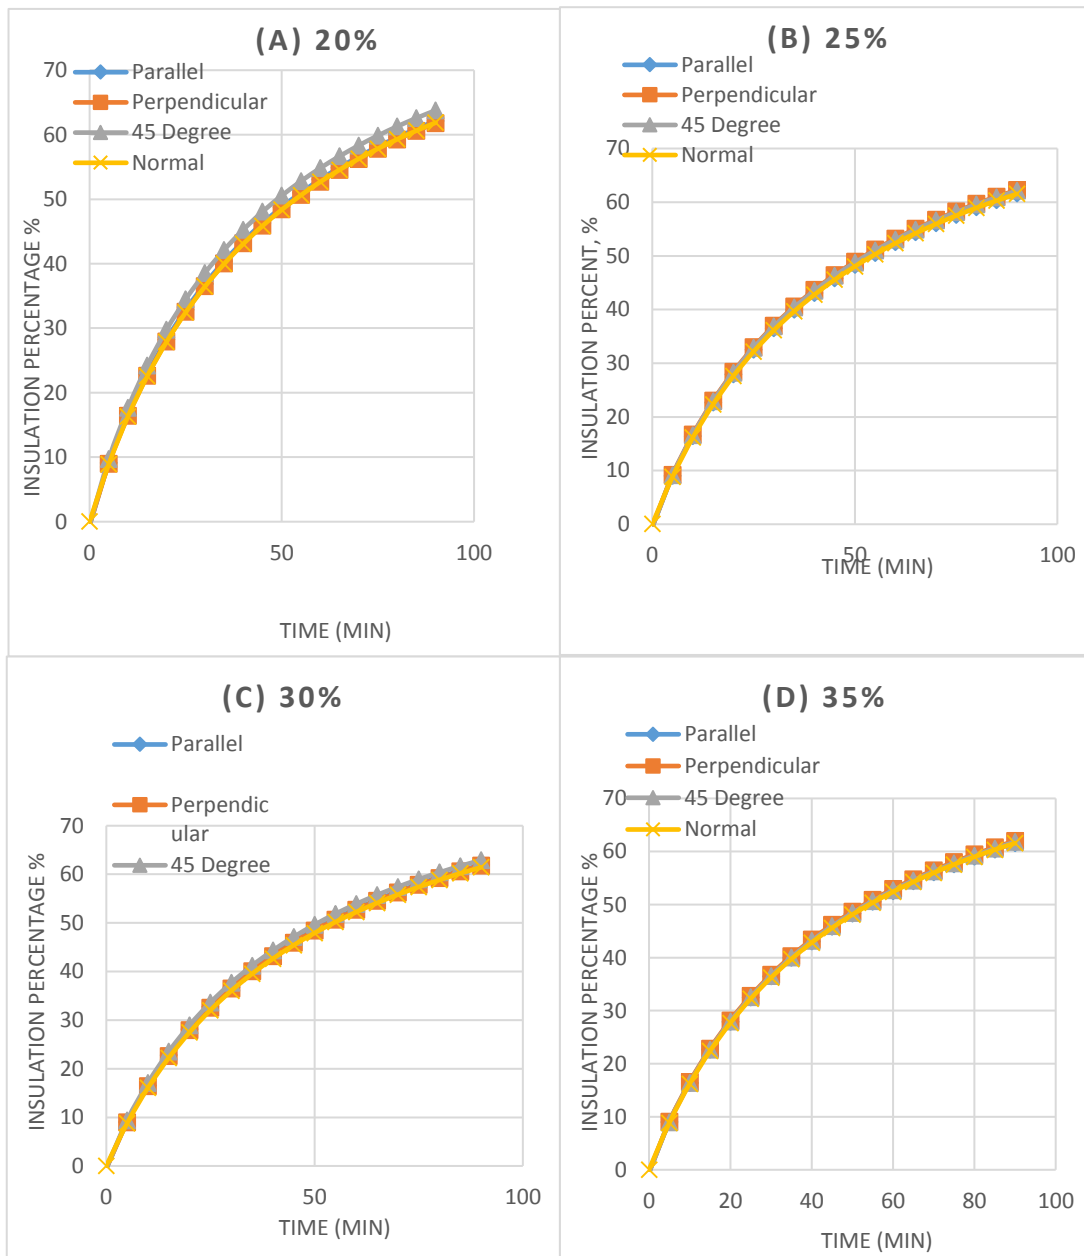 (A) 20%
Parallel
Perpendicular
45 Degree
Normal
70
60
50
40
30
20
10
0
INSULATION PERCENTAGE %
0
50
100
TIME (MIN)
(B) 25%
Parallel
Perpendicular
45 Degree
Normal
70
60
50
40
30
20
10
0
INSULATION PERCENT, %
0
50
100
TIME (MIN)
(C) 30%
Parallel
Perpendic
ular
45 Degree
70
60
50
40
30
20
10
0
INSULATION PERCENTAGE %
0
50
100
TIME (MIN)
(D) 35%
Parallel
Perpendicular
45 Degree
Normal
70
60
50
40
30
20
10
0
INSULATION PERCENTAGE %
0
20
40
60
80
100
TIME (MIN)